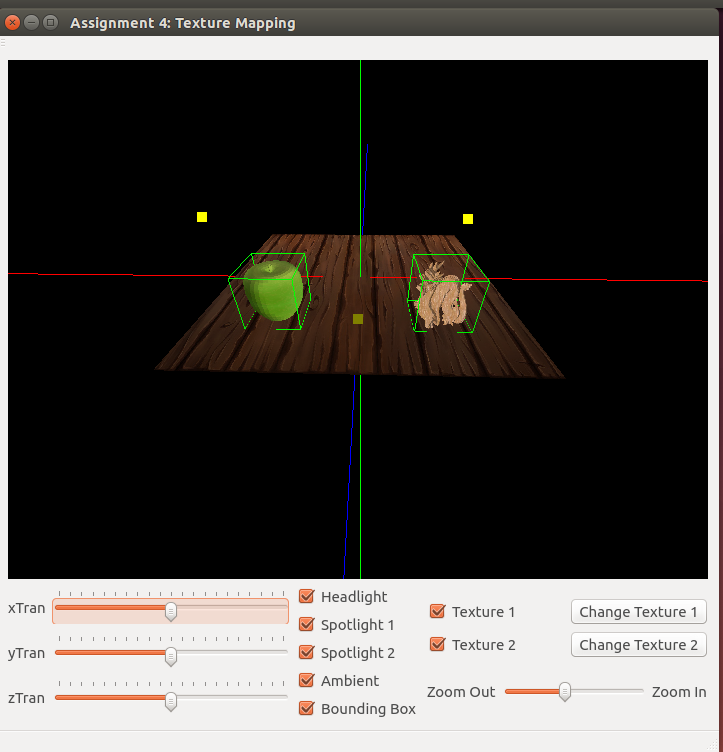 Assignment 4: Texture Mapping
xTran
yTran
zTran
Headlight
Spotlight 1
Spotlight 2
Ambient
Bounding Box
Texture 1
Change Texture 1
Texture 2
Change Texture 2
Zoom Out
Zoom In